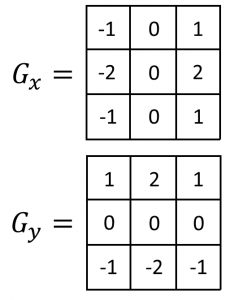 -1 0 1
Gx = -2 0 2
-1 0 1
1 2 1
Gy = 0 0 0
-1 -2 -1